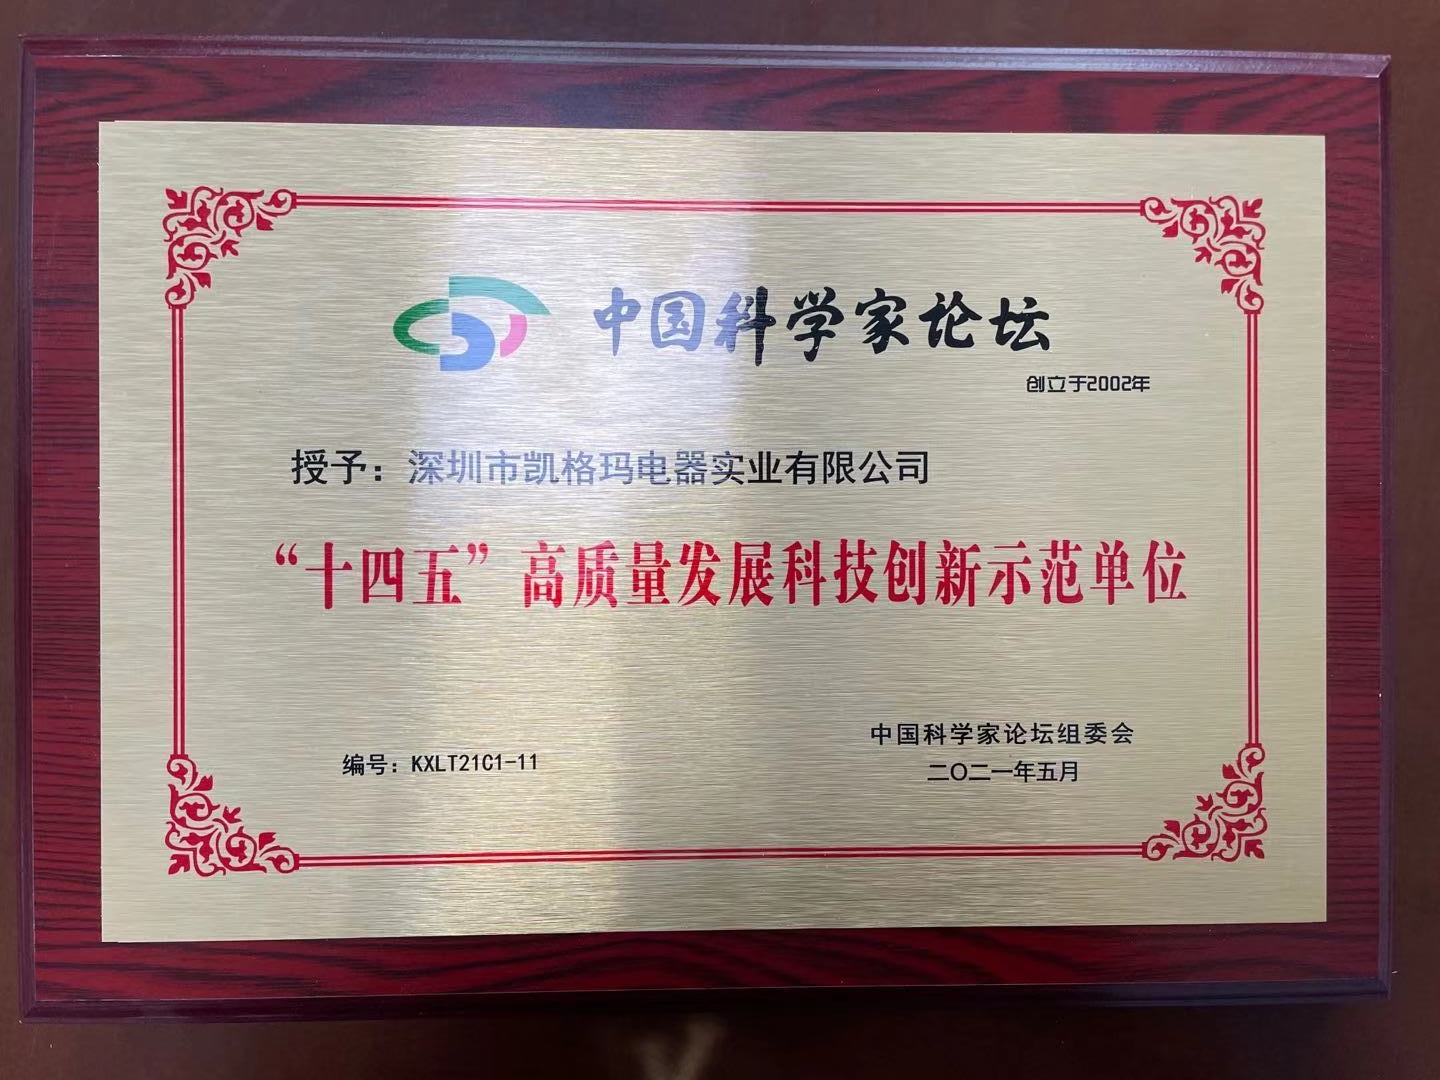 中国科学家论坛
创立于2002年
授予：深圳市凯格玛电器实业有限公司
“十四五”高质量发展科技创新示范单位
中国科学家论坛组委会
编号：KXLT21C1-11
二〇二一年五月